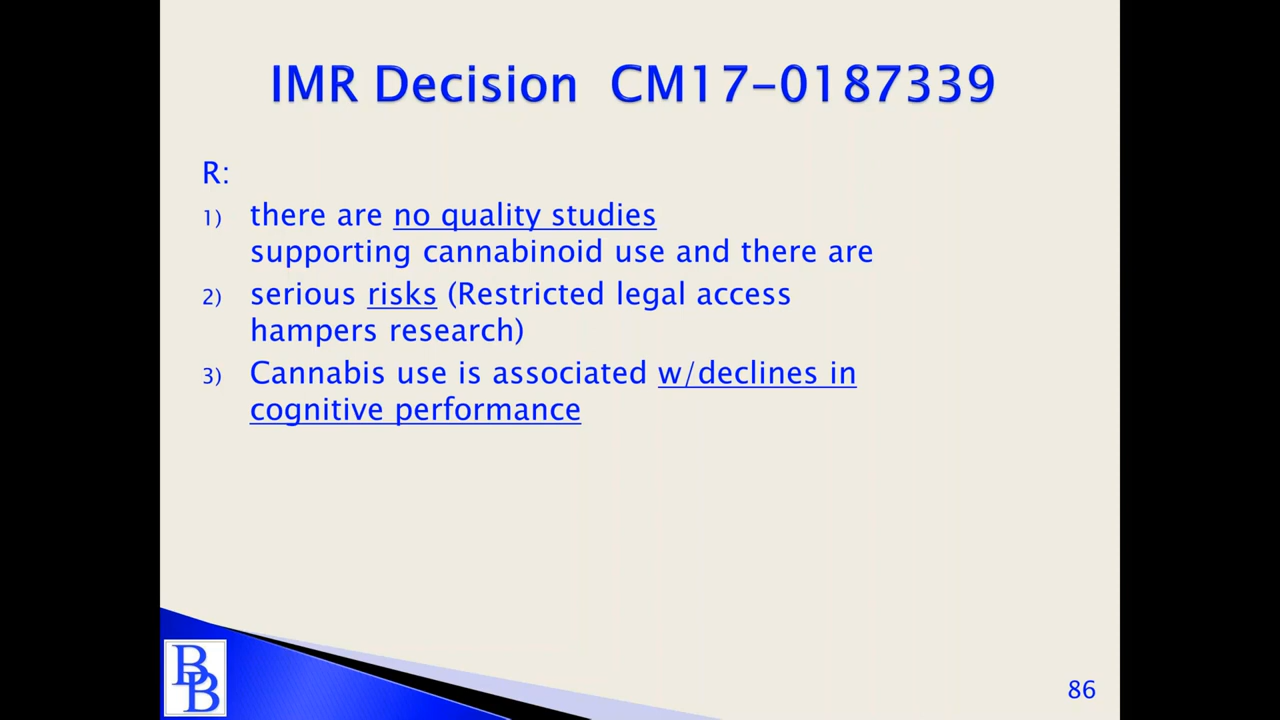 IMR Decision  CM17-0187339
R:
1) there are no quality studies
supporting cannabinoid use and there are
2) serious risks (Restricted legal access
hampers research)
3) Cannabis use is associated w/declines in
cognitive performance
BB
86